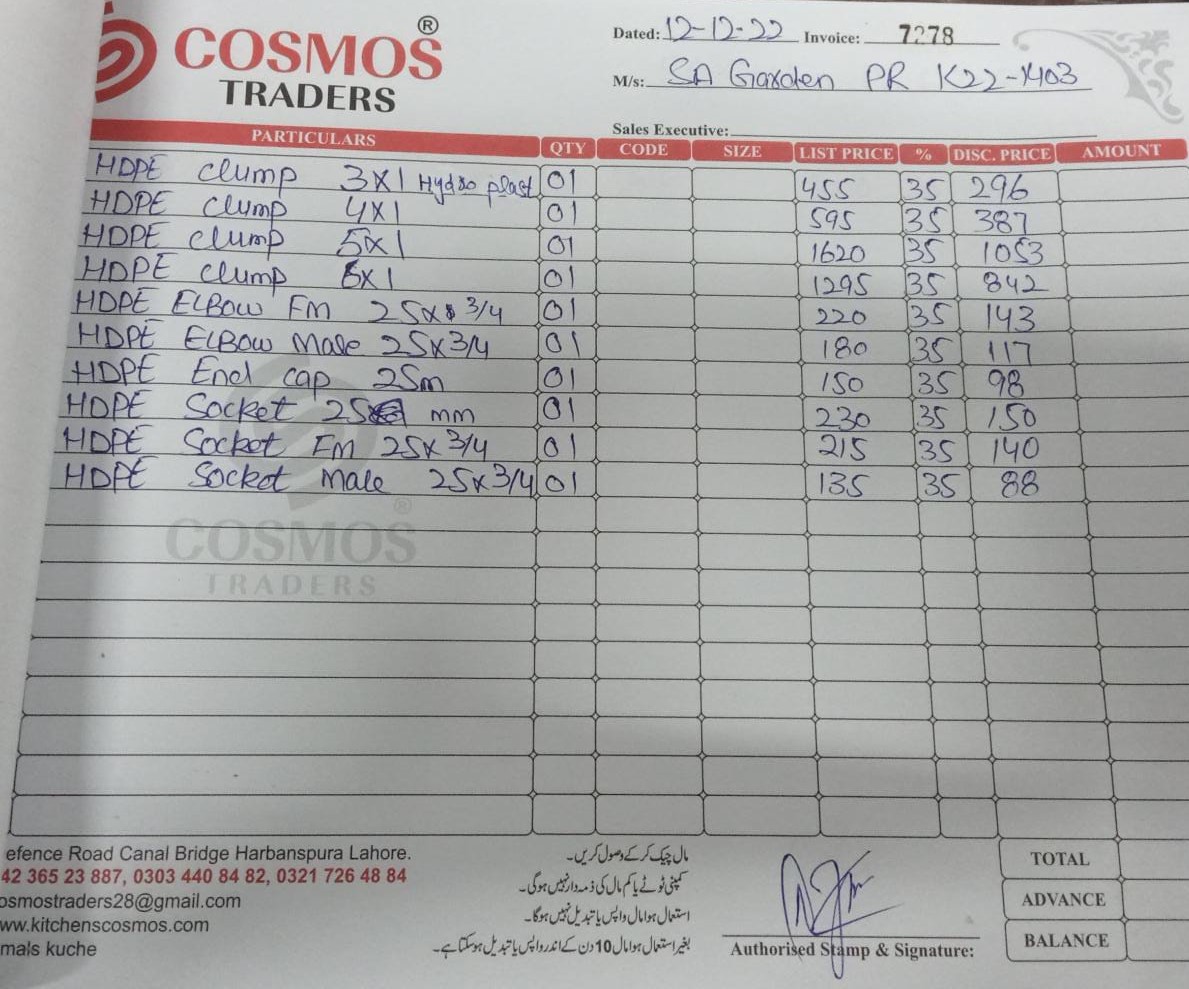 COSMOS®
TRADERS
Dated: 12-12-22 Invoice: 7278
M/s: SA Garden PR K22-1403
Sales Executive:
PARTICULARS QTY CODE SIZE LIST PRICE % DISC. PRICE AMOUNT
HDPE clump 3x1 Hydro plast 01 455 35 296
HDPE clump 4x1 01 595 35 387
HDPE clump 5x1 01 1620 35 1053
HDPE clump 6x1 01 1295 35 842
HDPE ELBOW FM 25x 3/4 01 220 35 143
HDPE ELBOW Male 25x3/4 01 180 35 117
HDPE End cap 25m 01 150 35 98
HDPE Socket 25 mm 01 230 35 150
HDPE Socket FM 25x 3/4 01 215 35 140
HDPE Socket Male 25x3/4 01 135 35 88
COSMOS®
TRADERS
efence Road Canal Bridge Harbanspura Lahore.
42 365 23 887, 0303 440 84 82, 0321 726 48 84
osmostraders28@gmail.com
ww.kitchenscosmos.com
mals kuche
مال چیک کر کے وصول کریں۔
کمپنی ٹوٹے یا کم مال کی ذمہ دار نہیں ہوگی۔
استعمال ہوا مال واپس یا تبدیل نہیں ہوگا۔
بغیر استعمال ہوا مال 10 دن کے اندر واپس یا تبدیل ہو سکتا ہے۔
Authorised Stamp & Signature:
TOTAL
ADVANCE
BALANCE